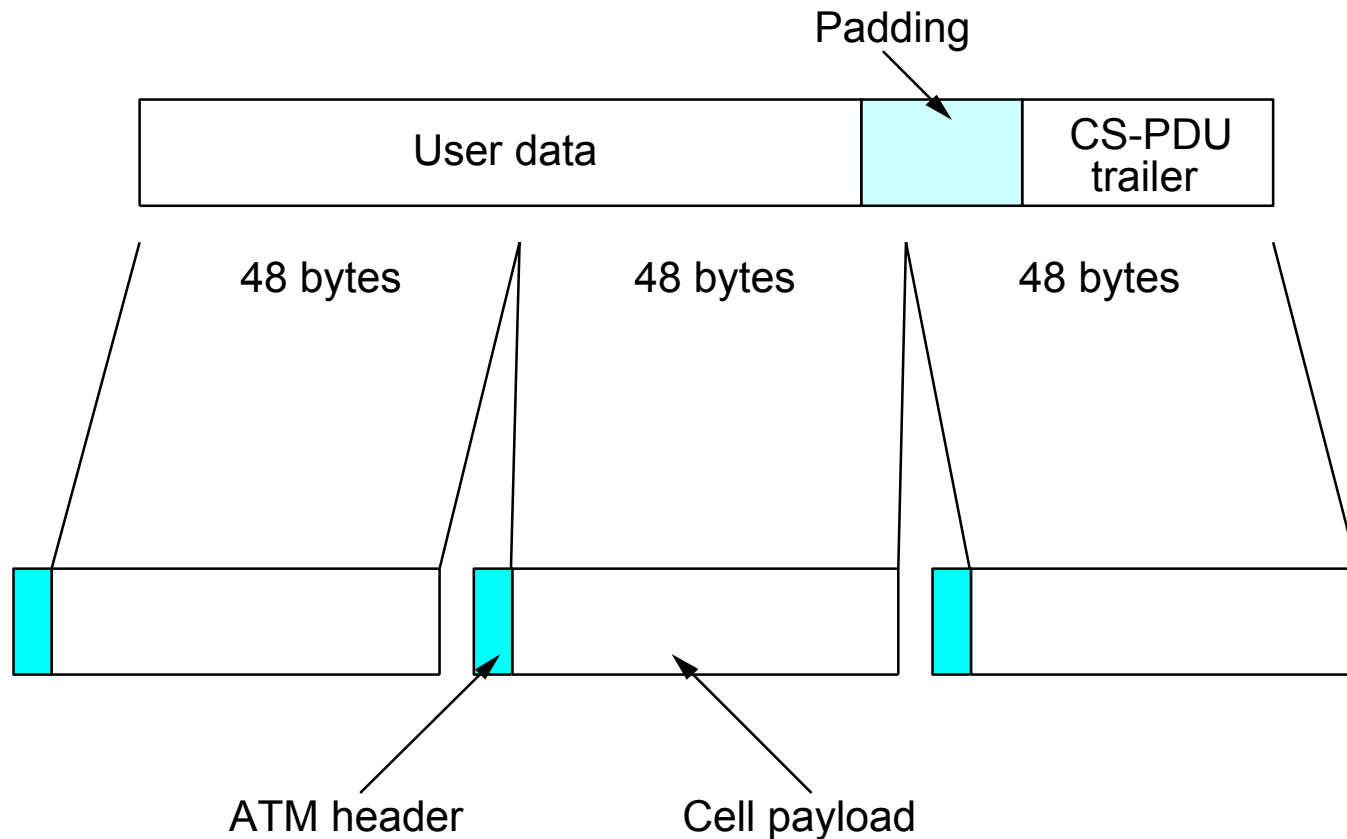 Padding
User data
CS-PDU
trailer
48 bytes
48 bytes
48 bytes
ATM header
Cell payload